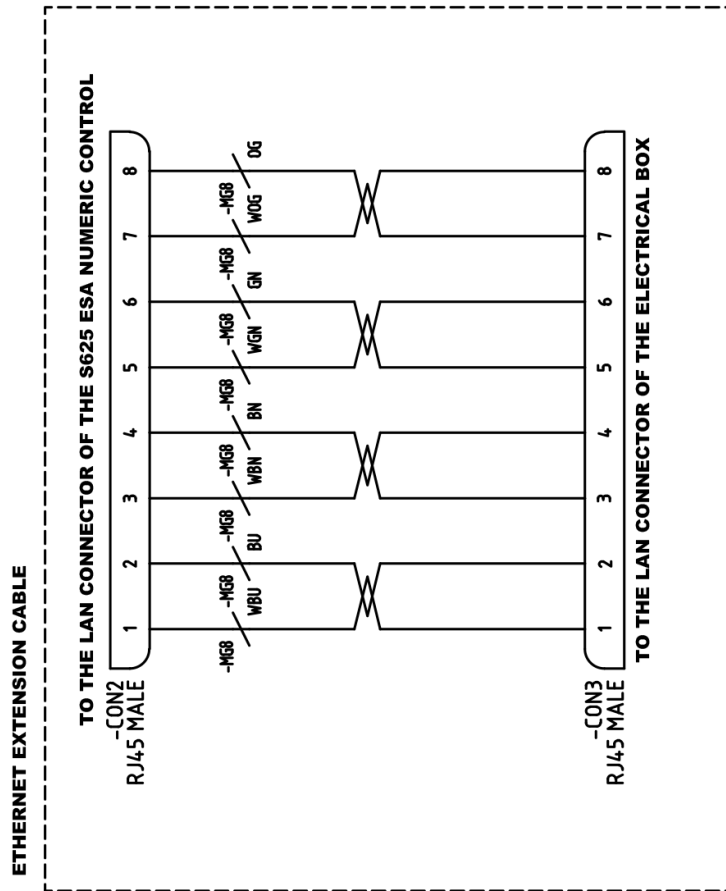 ETHERNET EXTENSION CABLE
TO THE LAN CONNECTOR OF THE S625 ESA NUMERIC CONTROL
-CON2
RJ45 MALE
1 2 3 4 5 6 7 8
-MG8 -MG8 -MG8 -MG8 -MG8 -MG8 -MG8 -MG8
WBU BU WBN BN WGN GN WOG OG
1 2 3 4 5 6 7 8
-CON3
RJ45 MALE
TO THE LAN CONNECTOR OF THE ELECTRICAL BOX